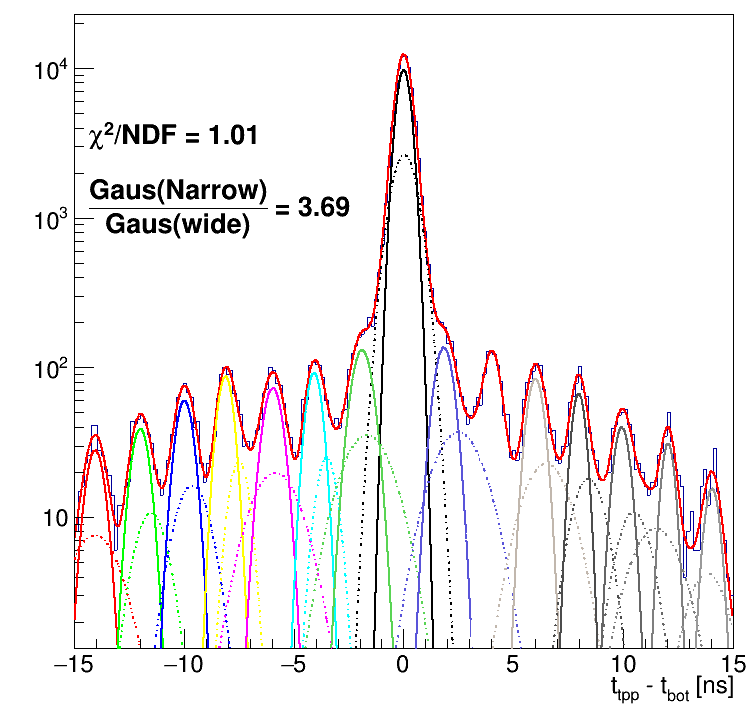 10⁴
χ²/NDF = 1.01
Gaus(Narrow)
Gaus(wide)
= 3.69
10³
10²
10
−15 −10 −5 0 5 10 15
t_tpp - t_bot [ns]